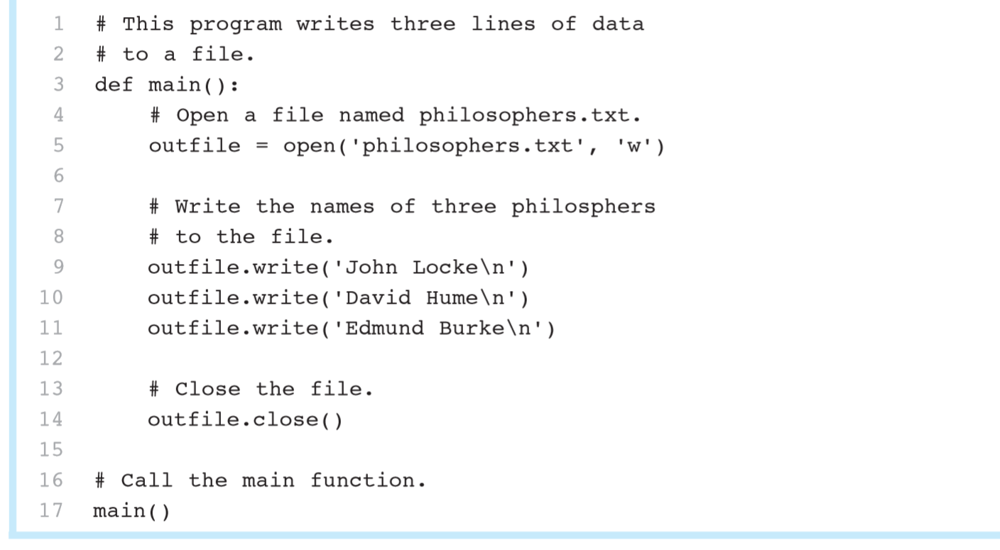 1 # This program writes three lines of data
2 # to a file.
3 def main():
4     # Open a file named philosophers.txt.
5     outfile = open('philosophers.txt', 'w')
6
7     # Write the names of three philosphers
8     # to the file.
9     outfile.write('John Locke\n')
10     outfile.write('David Hume\n')
11     outfile.write('Edmund Burke\n')
12
13     # Close the file.
14     outfile.close()
15
16 # Call the main function.
17 main()